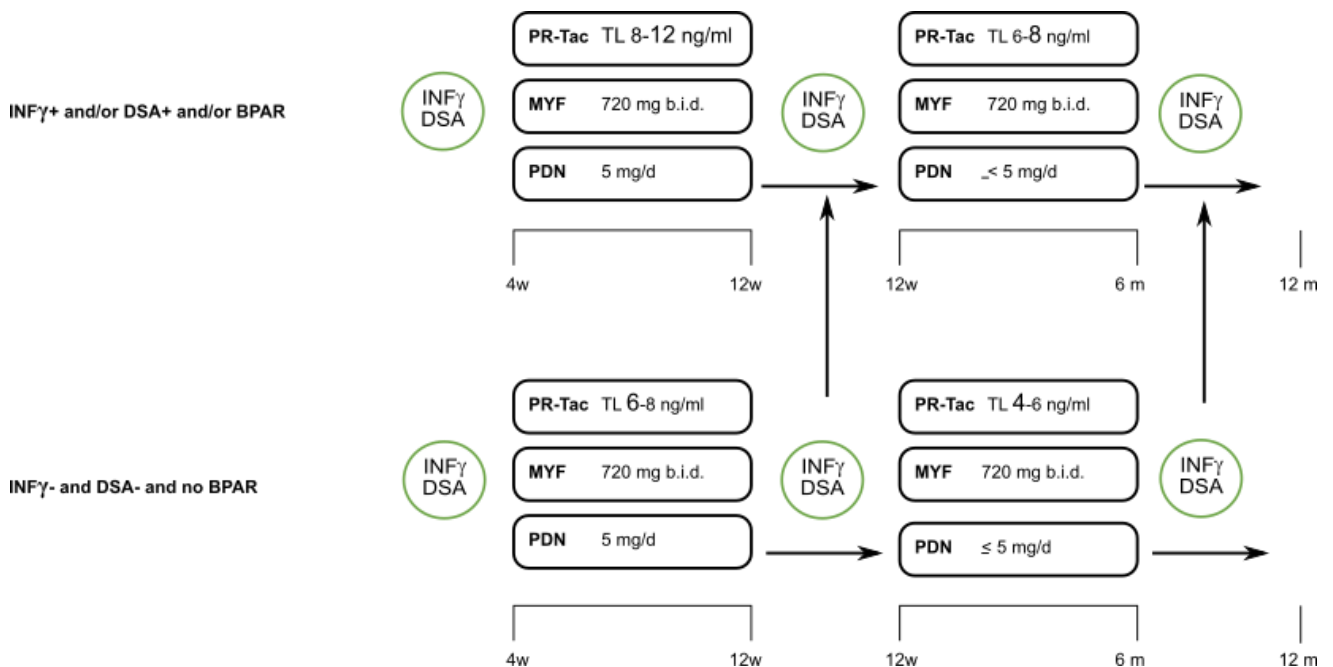 PR-Tac TL 8-12 ng/ml
PR-Tac TL 6-8 ng/ml
INFγ+ and/or DSA+ and/or BPAR
INFγ
DSA
MYF 720 mg b.i.d.
INFγ
DSA
MYF 720 mg b.i.d.
INFγ
DSA
PDN 5 mg/d
PDN _< 5 mg/d
4w 12w 12w 6 m 12 m
PR-Tac TL 6-8 ng/ml
PR-Tac TL 4-6 ng/ml
INFγ- and DSA- and no BPAR
INFγ
DSA
MYF 720 mg b.i.d.
INFγ
DSA
MYF 720 mg b.i.d.
INFγ
DSA
PDN 5 mg/d
PDN ≤ 5 mg/d
4w 12w 12w 6 m 12 m